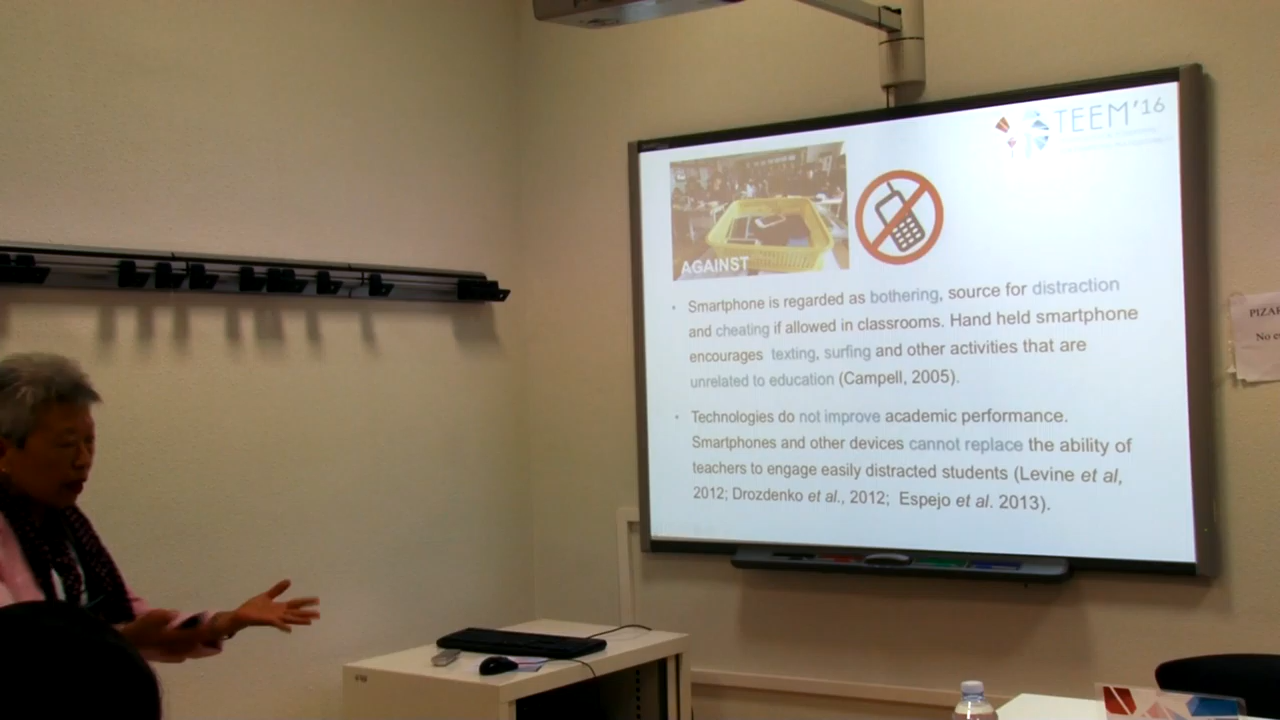 TEEM'16
AGAINST
• Smartphone is regarded as bothering, source for distraction
and cheating if allowed in classrooms. Hand held smartphone
encourages texting, surfing and other activities that are
unrelated to education (Campell, 2005).
• Technologies do not improve academic performance.
Smartphones and other devices cannot replace the ability of
teachers to engage easily distracted students (Levine et al,
2012; Drozdenko et al., 2012; Espejo et al. 2013).
PIZAR
No e